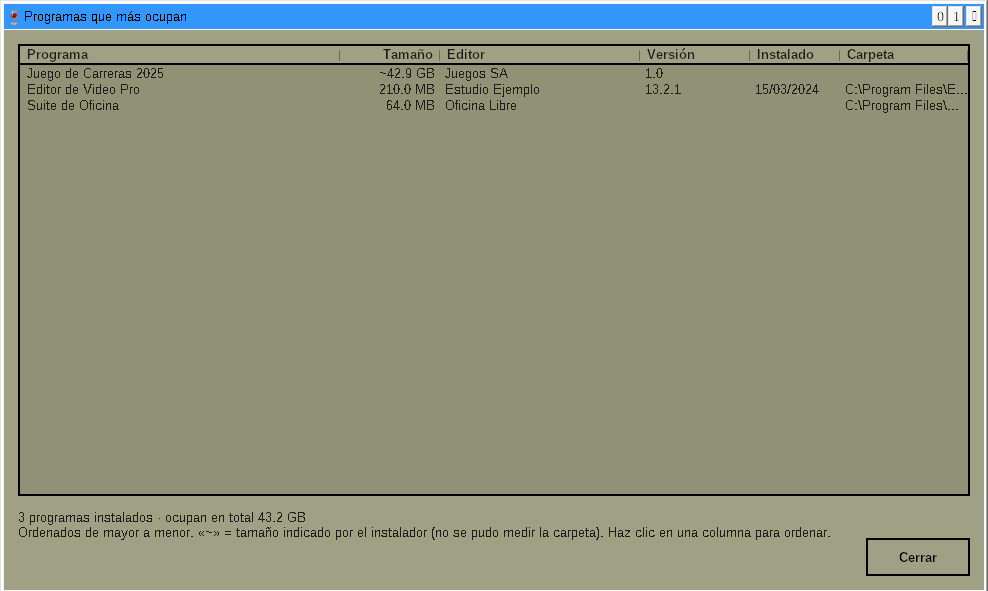 Programas que más ocupan
Programa Tamaño Editor Versión Instalado Carpeta
Juego de Carreras 2025 ~42.9 GB Juegos SA 1.0
Editor de Video Pro 210.0 MB Estudio Ejemplo 13.2.1 15/03/2024 C:\Program Files\E...
Suite de Oficina 64.0 MB Oficina Libre C:\Program Files\...
3 programas instalados · ocupan en total 43.2 GB
Ordenados de mayor a menor. «~» = tamaño indicado por el instalador (no se pudo medir la carpeta). Haz clic en una columna para ordenar.
Cerrar